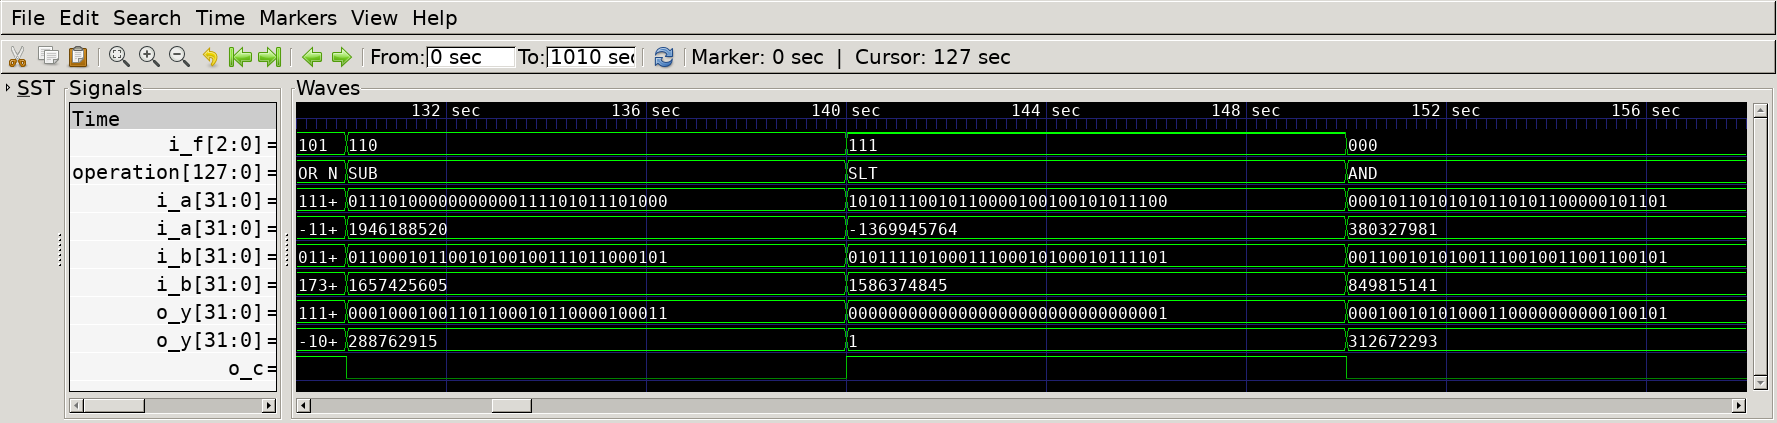 File Edit Search Time Markers View Help
From: 0 sec To: 1010 sec Marker: 0 sec | Cursor: 127 sec
SST Signals Waves
Time 132 sec 136 sec 140 sec 144 sec 148 sec 152 sec 156 sec
i_f[2:0]= 101 110 111 000
operation[127:0]= OR N SUB SLT AND
i_a[31:0]= 111+ 01110100000000000111101011101000 10101110010110000100100101011100 00010110101010110101100000101101
i_a[31:0]= -11+ 1946188520 -1369945764 380327981
i_b[31:0]= 011+ 01100010110010100100111011000101 01011110100011100010100010111101 00110010101001110010011001100101
i_b[31:0]= 173+ 1657425605 1586374845 849815141
o_y[31:0]= 111+ 00010001001101100010110000100011 00000000000000000000000000000001 00010010101000110000000000100101
o_y[31:0]= -10+ 288762915 1 312672293
o_c=